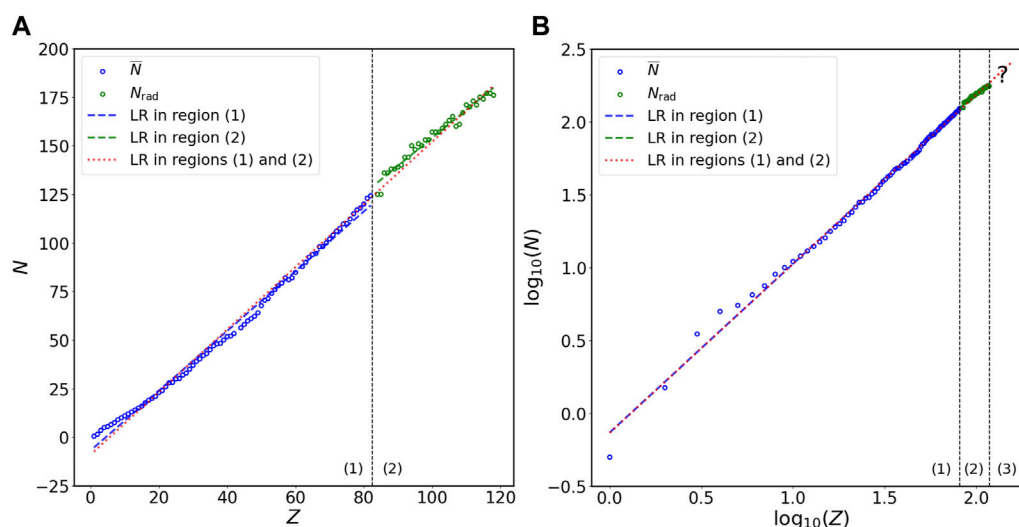 A
200
175
150
125
100
75
50
25
0
−25
N
N̅
N_rad
LR in region (1)
LR in region (2)
LR in regions (1) and (2)
(1) (2)
0 20 40 60 80 100 120
Z
B
2.5
2.0
1.5
1.0
0.5
0.0
−0.5
log₁₀(N)
N̅
N_rad
LR in region (1)
LR in region (2)
LR in regions (1) and (2)
?
(1) (2) (3)
0.0 0.5 1.0 1.5 2.0
log₁₀(Z)